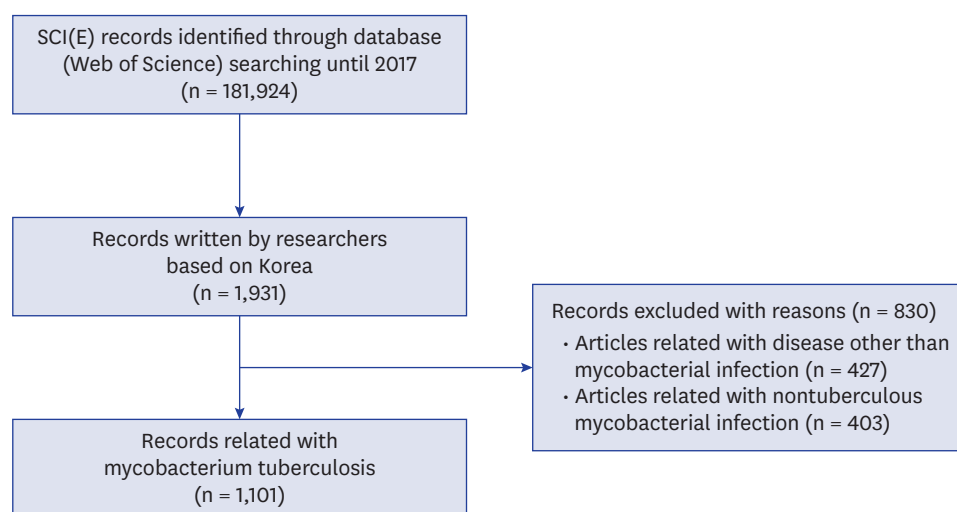 SCI(E) records identified through database
(Web of Science) searching until 2017
(n = 181,924)
Records written by researchers
based on Korea
(n = 1,931)
Records excluded with reasons (n = 830)
· Articles related with disease other than
mycobacterial infection (n = 427)
· Articles related with nontuberculous
mycobacterial infection (n = 403)
Records related with
mycobacterium tuberculosis
(n = 1,101)